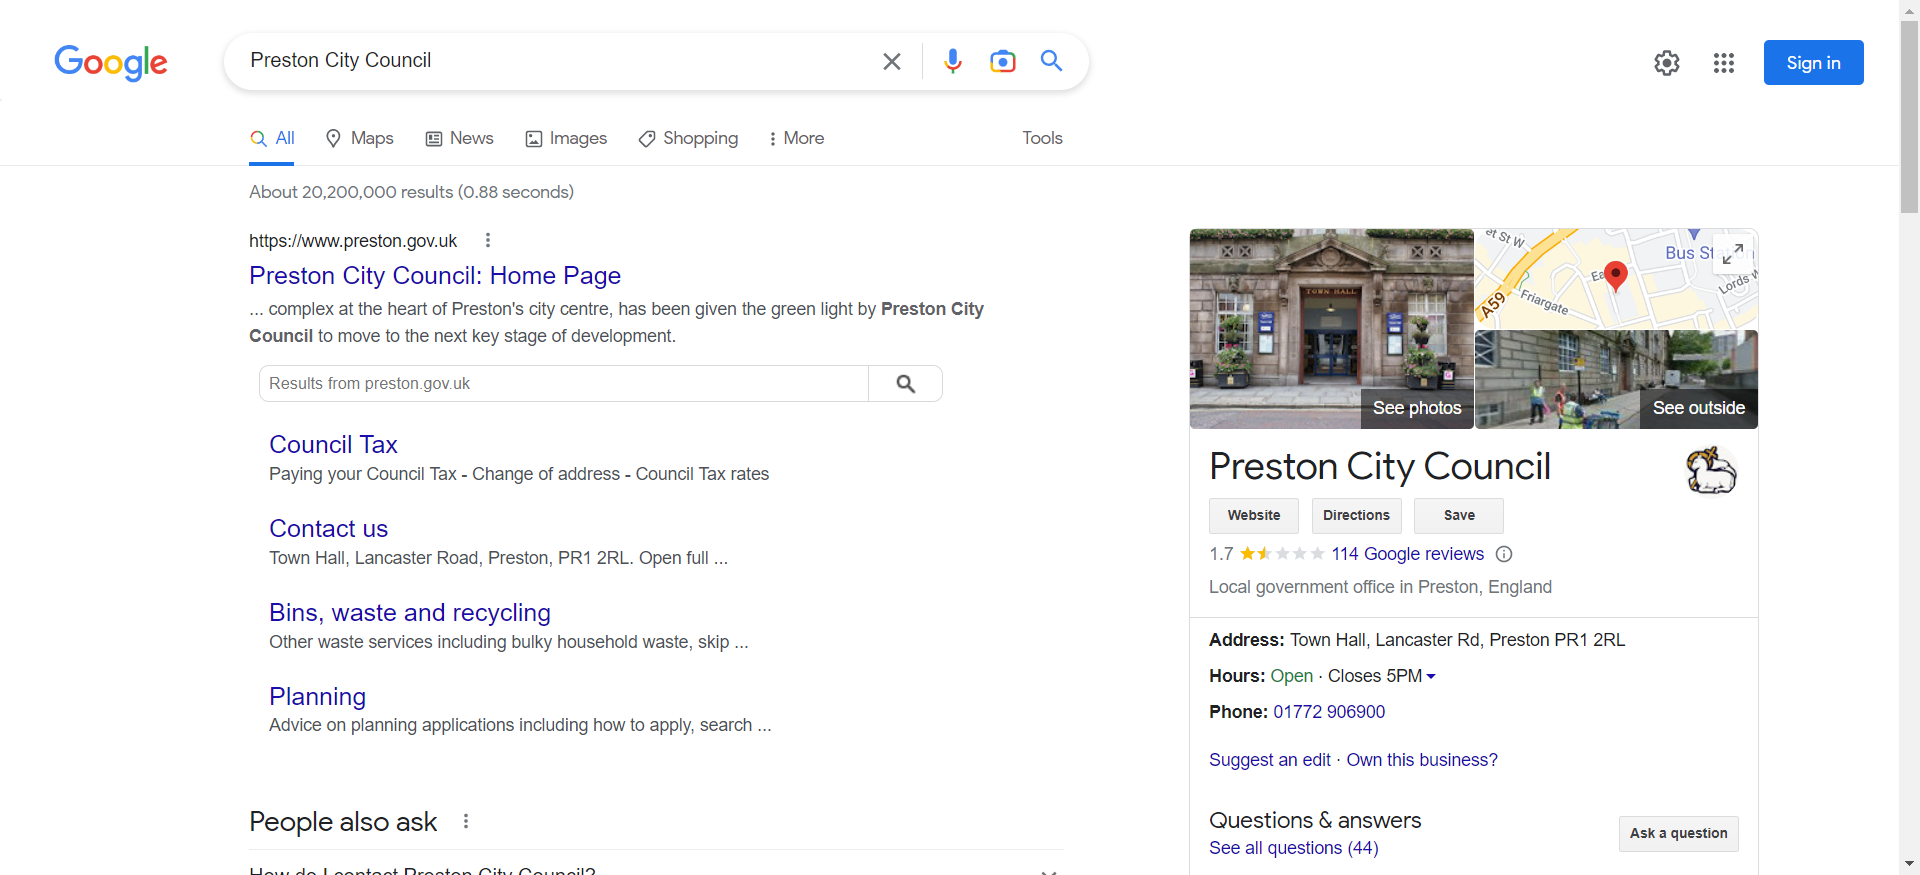 Google
Preston City Council
Sign in
All
Maps
News
Images
Shopping
More
Tools
About 20,200,000 results (0.88 seconds)
https://www.preston.gov.uk
Preston City Council: Home Page
... complex at the heart of Preston's city centre, has been given the green light by Preston City
Council to move to the next key stage of development.
Results from preston.gov.uk
Council Tax
Paying your Council Tax - Change of address - Council Tax rates
Contact us
Town Hall, Lancaster Road, Preston, PR1 2RL. Open full ...
Bins, waste and recycling
Other waste services including bulky household waste, skip ...
Planning
Advice on planning applications including how to apply, search ...
People also ask
How do I contact Preston City Council?
TOWN HALL
See photos
et St W
Bus
Ea
Lords W
Friargate
A59
See outside
Preston City Council
Website
Directions
Save
1.7
114 Google reviews
Local government office in Preston, England
Address: Town Hall, Lancaster Rd, Preston PR1 2RL
Hours: Open · Closes 5PM
Phone: 01772 906900
Suggest an edit · Own this business?
Questions & answers
See all questions (44)
Ask a question